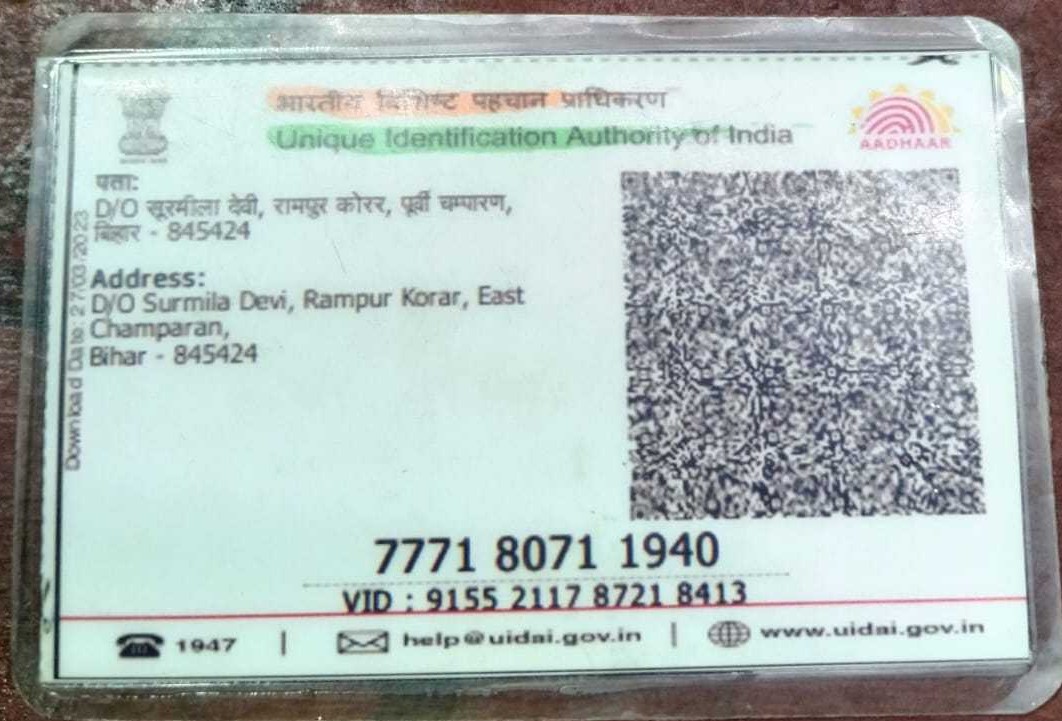 भारतीय विशिष्ट पहचान प्राधिकरण
Unique Identification Authority of India
AADHAAR
पता:
D/O सूरमीला देवी, रामपुर कोरर, पूर्वी चम्पारण,
बिहार - 845424
Address:
D/O Surmila Devi, Rampur Korar, East
Champaran,
Bihar - 845424
Download Date: 27/03/2023
7771 8071 1940
VID : 9155 2117 8721 8413
1947 | help@uidai.gov.in | www.uidai.gov.in